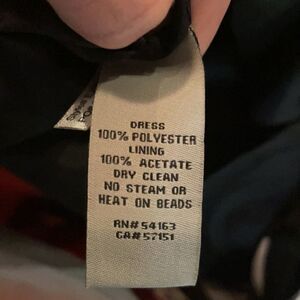 DRESS
100% POLYESTER
LINING
100% ACETATE
DRY CLEAN
NO STEAM OR
HEAT ON BEADS
RN# 54163
CA# 57151